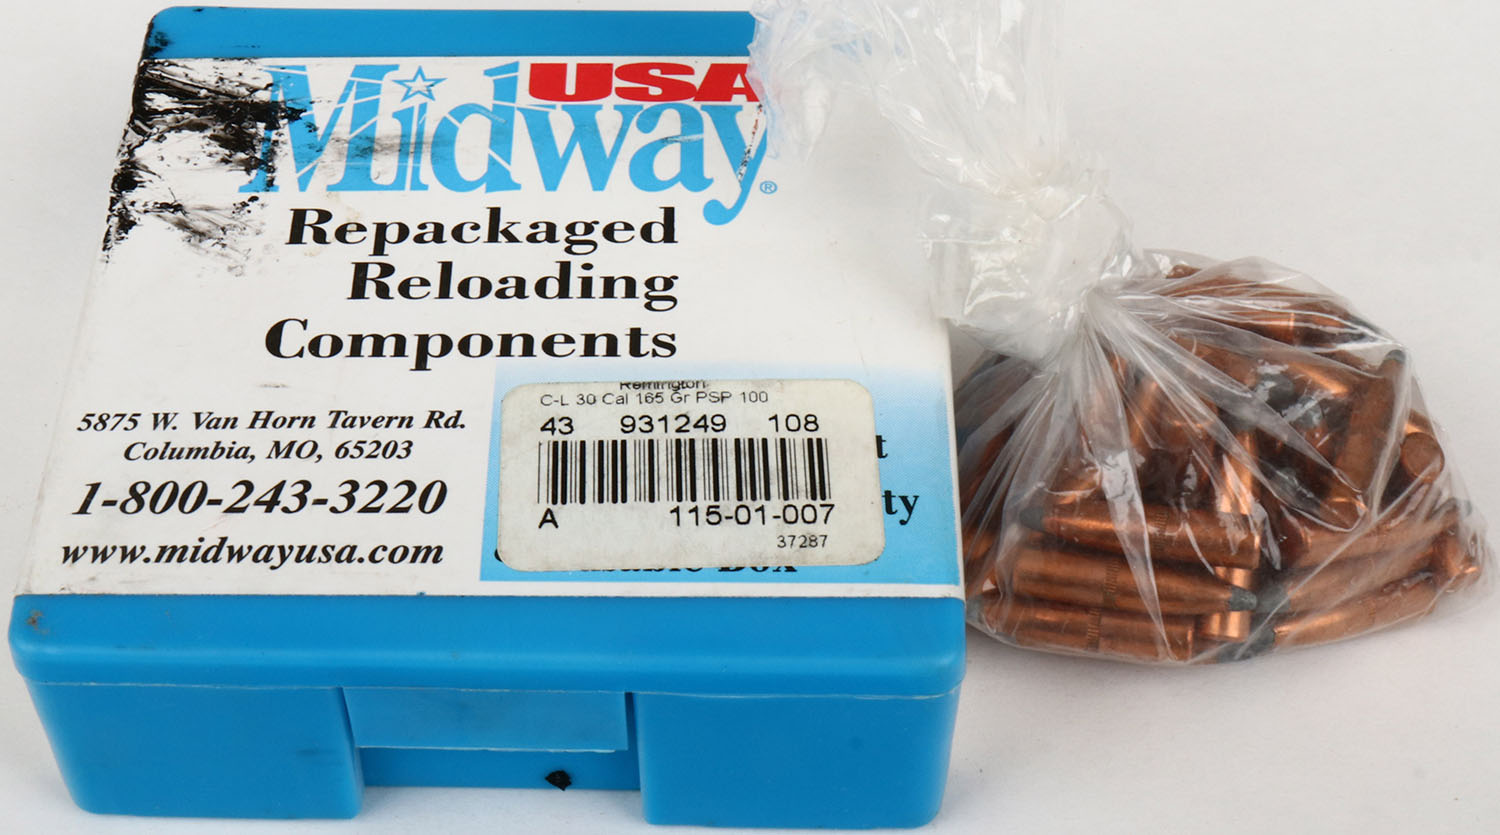 USA
Midway®
Repackaged
Reloading
Components
5875 W. Van Horn Tavern Rd.
Columbia, MO, 65203
1-800-243-3220
www.midwayusa.com
Remington
C-L 30 Cal 165 Gr PSP 100
43 931249 108
A 115-01-007
37287
Box